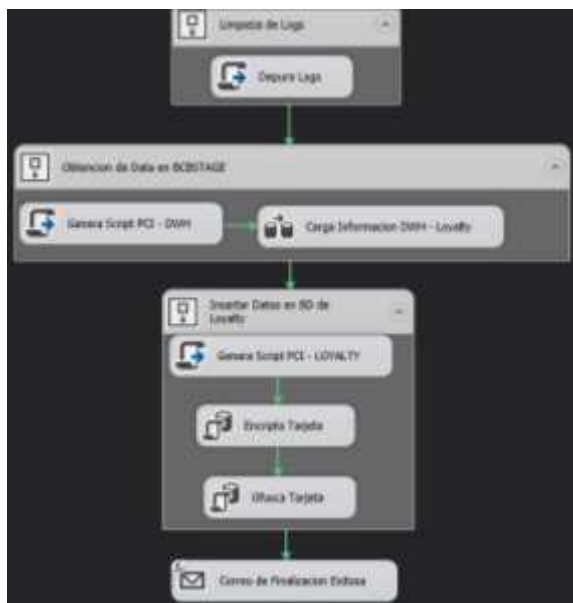 Limpieza de Logs
Depura Logs
Obtencion de Data en BCBSTAGE
Genera Script PCI - DWH
Carga Informacion DWH - Loyalty
Insertar Datos en BD de
Loyalty
Genera Script PCI - LOYALTY
Encripta Tarjeta
Ofusca Tarjeta
Correo de Finalizacion Exitosa